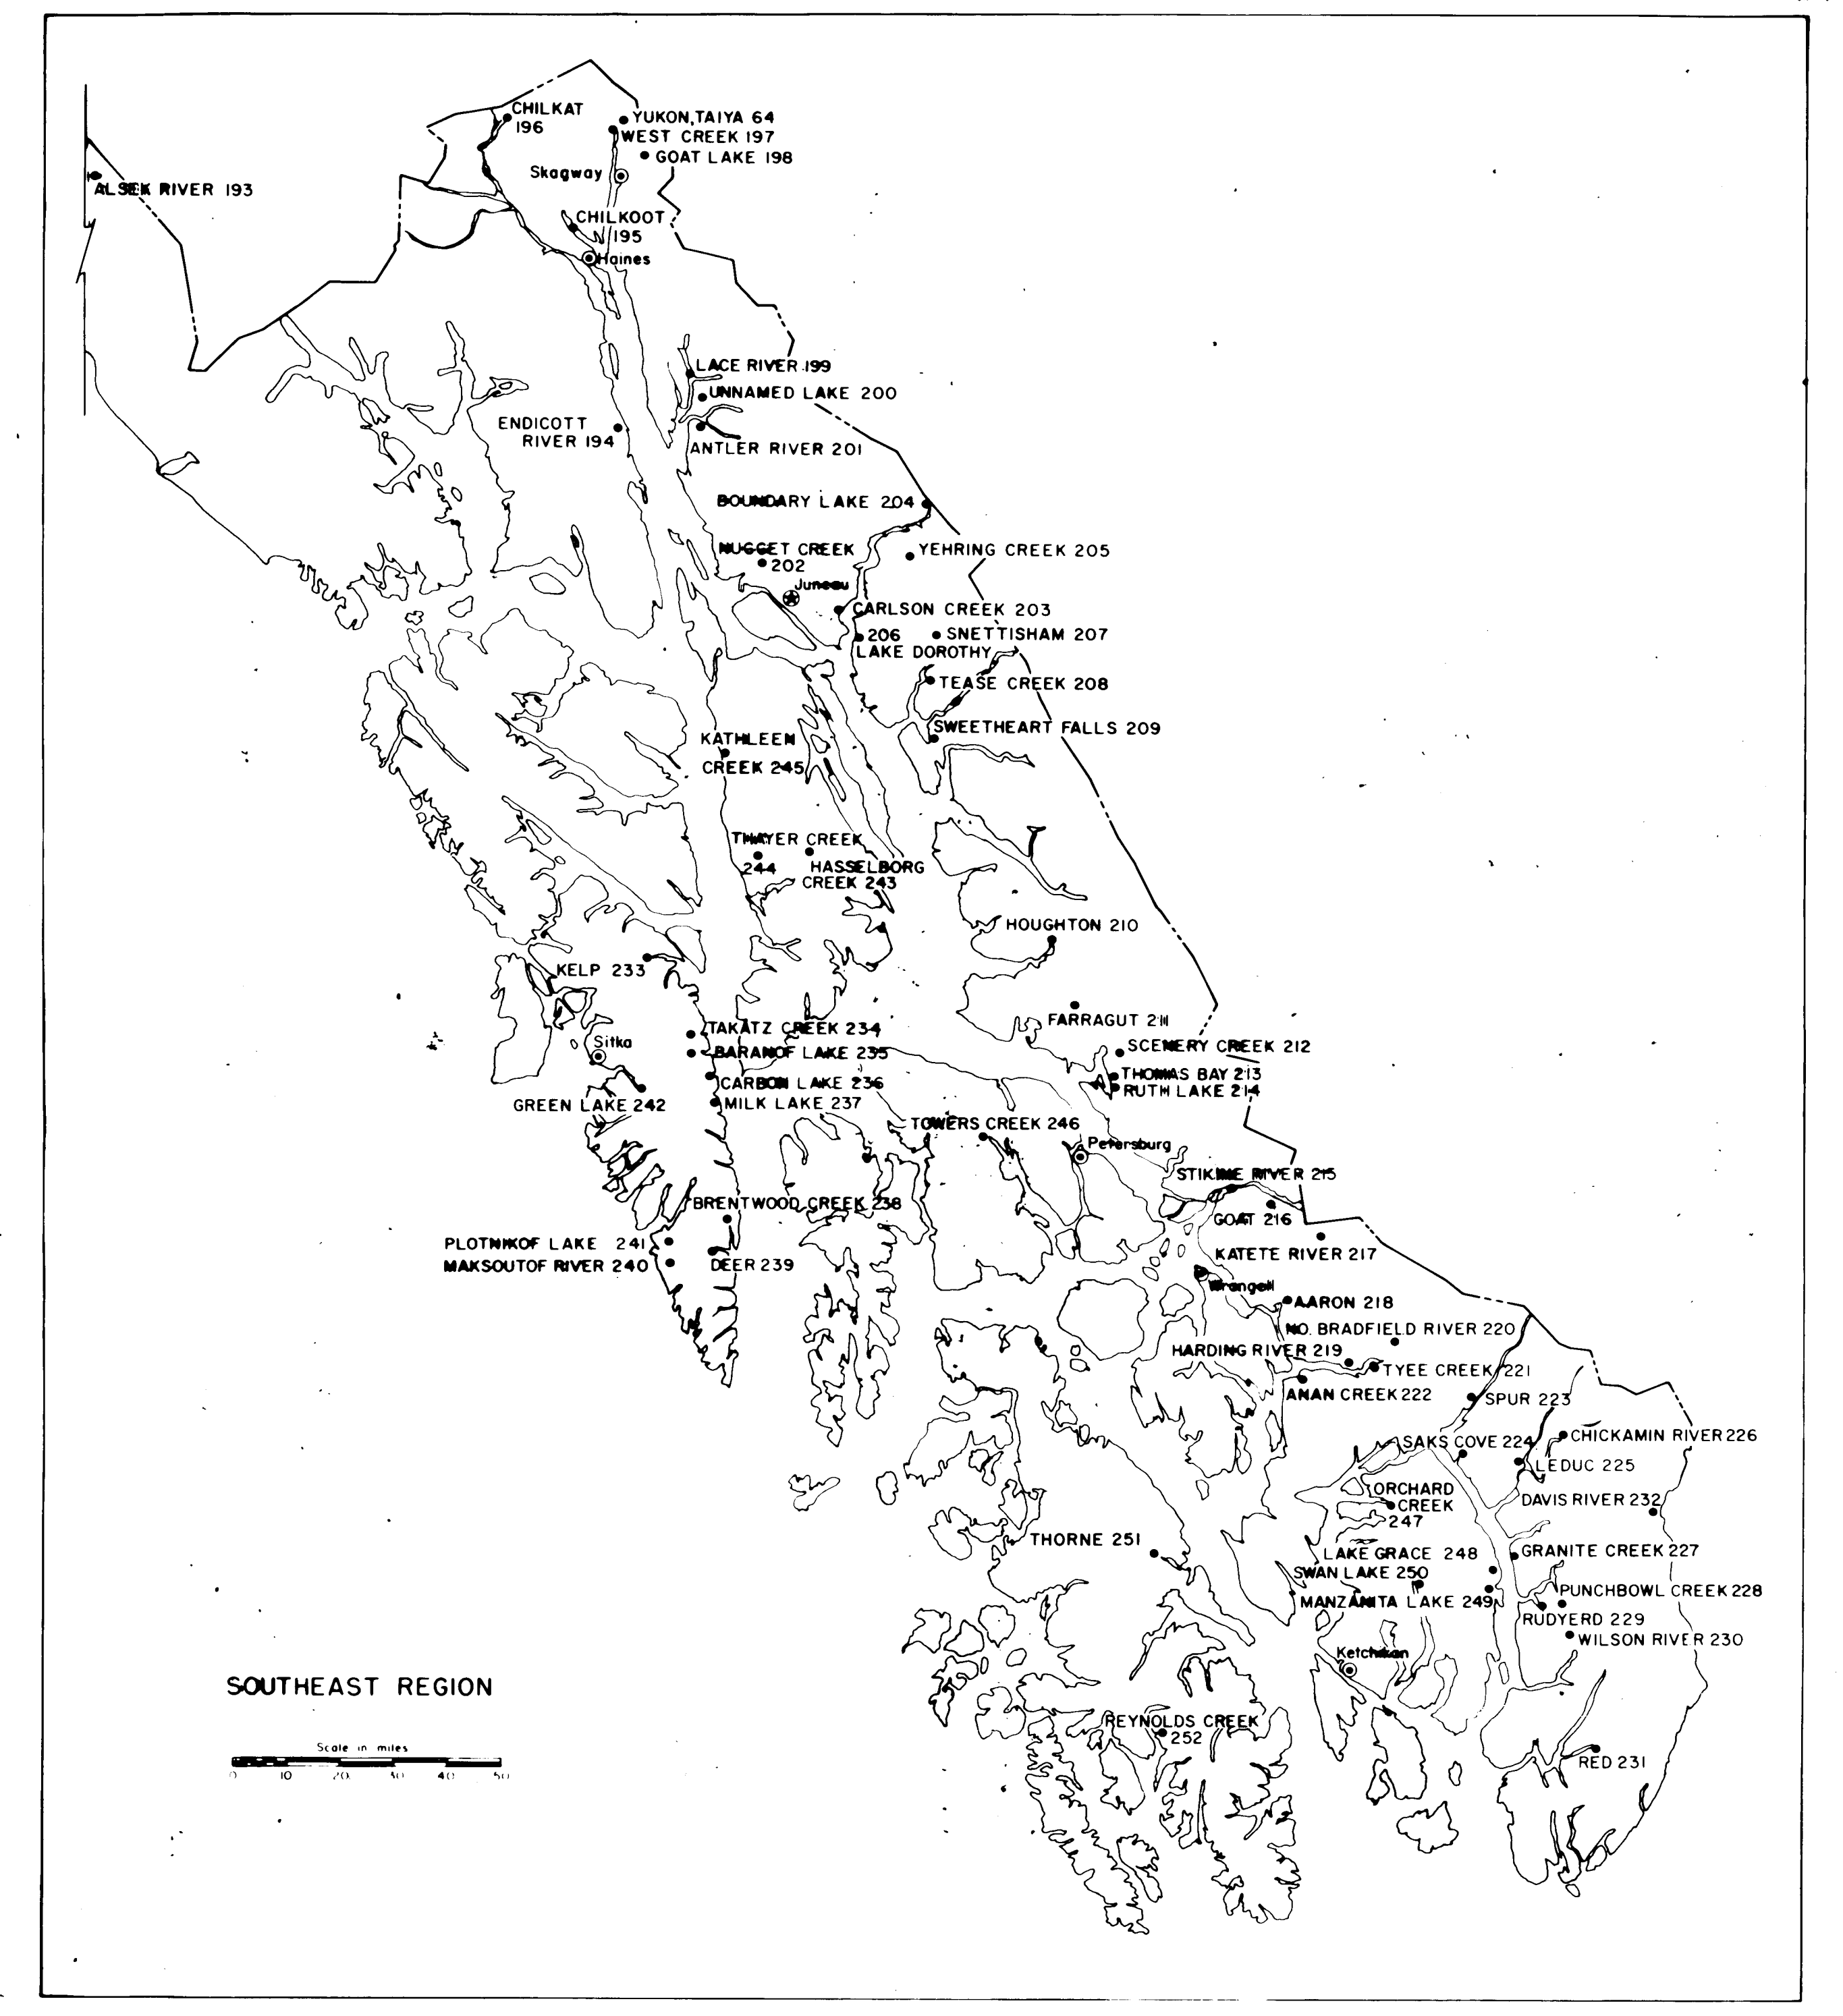 CHILKAT
196
YUKON,TAIYA 64
WEST CREEK 197
GOAT LAKE 198
Skagway
ALSEK RIVER 193
CHILKOOT
195
Haines
LACE RIVER 199
UNNAMED LAKE 200
ENDICOTT
RIVER 194
ANTLER RIVER 201
BOUNDARY LAKE 204
NUGGET CREEK
202
YEHRING CREEK 205
Juneau
CARLSON CREEK 203
206
LAKE DOROTHY
SNETTISHAM 207
TEASE CREEK 208
SWEETHEART FALLS 209
KATHLEEN
CREEK 245
THAYER CREEK
244
HASSELBORG
CREEK 243
HOUGHTON 210
KELP 233
FARRAGUT 211
TAKATZ CREEK 234
Sitka
BARANOF LAKE 235
SCENERY CREEK 212
THOMAS BAY 213
CARBON LAKE 236
RUTH LAKE 214
GREEN LAKE 242
MILK LAKE 237
TOWERS CREEK 246
Petersburg
STIKINE RIVER 215
BRENTWOOD CREEK 238
GOAT 216
PLOTNIKOF LAKE 241
MAKSOUTOF RIVER 240
DEER 239
KATETE RIVER 217
Wrangell
AARON 218
NO. BRADFIELD RIVER 220
HARDING RIVER 219
TYEE CREEK 221
ANAN CREEK 222
SPUR 223
SAKS COVE 224
CHICKAMIN RIVER 226
LEDUC 225
ORCHARD
CREEK
247
DAVIS RIVER 232
THORNE 251
LAKE GRACE 248
GRANITE CREEK 227
SWAN LAKE 250
PUNCHBOWL CREEK 228
MANZANITA LAKE 249
RUDYERD 229
WILSON RIVER 230
Ketchikan
SOUTHEAST REGION
REYNOLDS CREEK
252
Scale in miles
0 10 20 30 40 50
RED 231